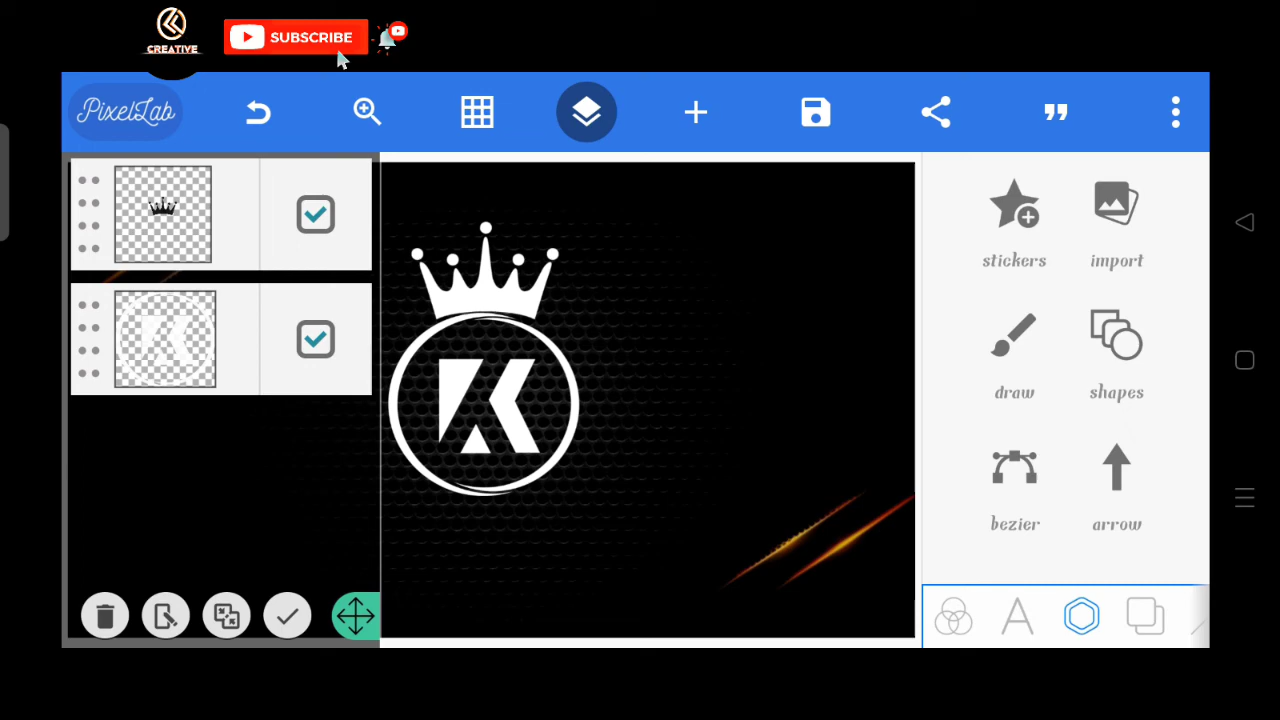 CREATIVE
SUBSCRIBE
PixelLab
stickers
import
draw
shapes
bezier
arrow
K